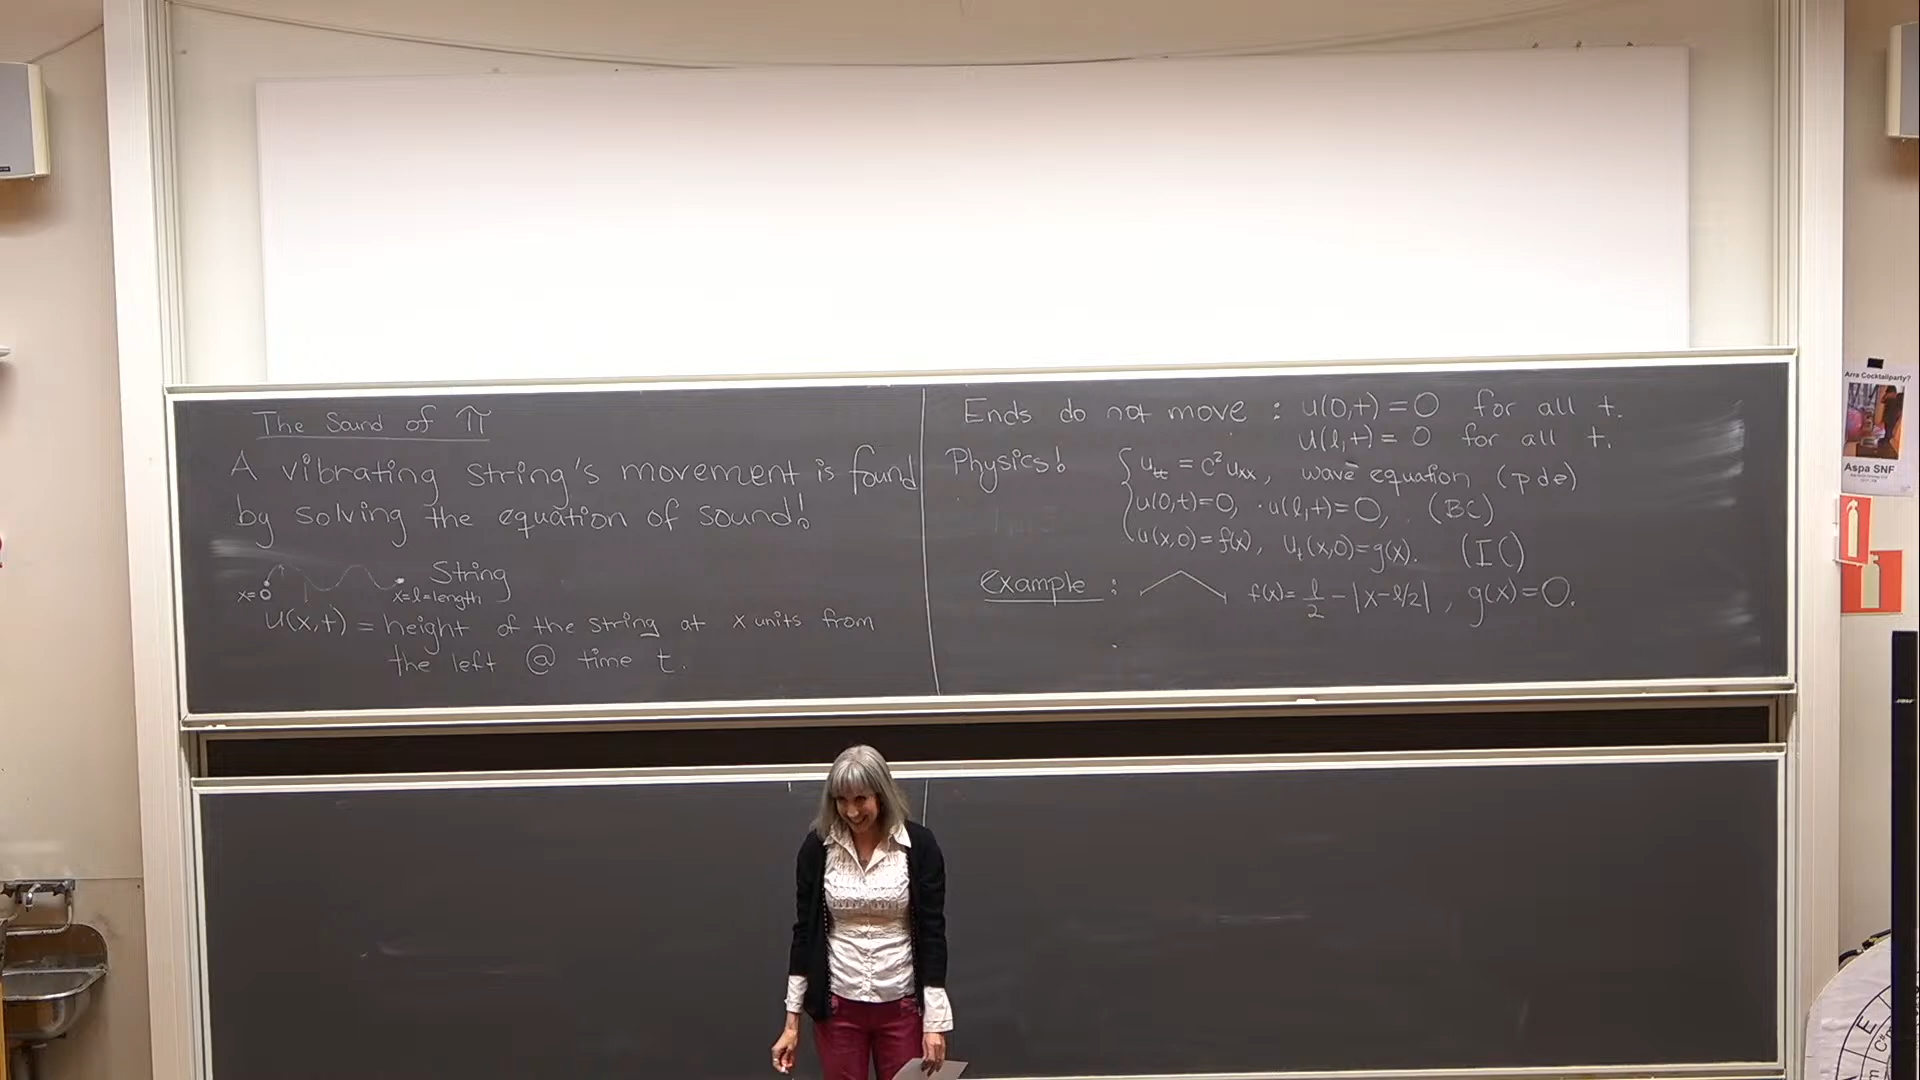 The Sound of π
A vibrating string's movement is found
by solving the equation of sound!
String
x=0
x=l=length
u(x,t) = height of the string at x units from
the left @ time t.
Ends do not move : u(0,t)=0 for all t.
u(l,t)=0 for all t.
Physics!
u_tt = c² u_xx, wave equation (pde)
u(0,t)=0, u(l,t)=0, (BC)
u(x,0)=f(x), u_t(x,0)=g(x). (IC)
Example : f(x)= l/2 - |x-l/2|, g(x)=0.
Arra Cocktailparty?
Aspa SNF
E
C#
m